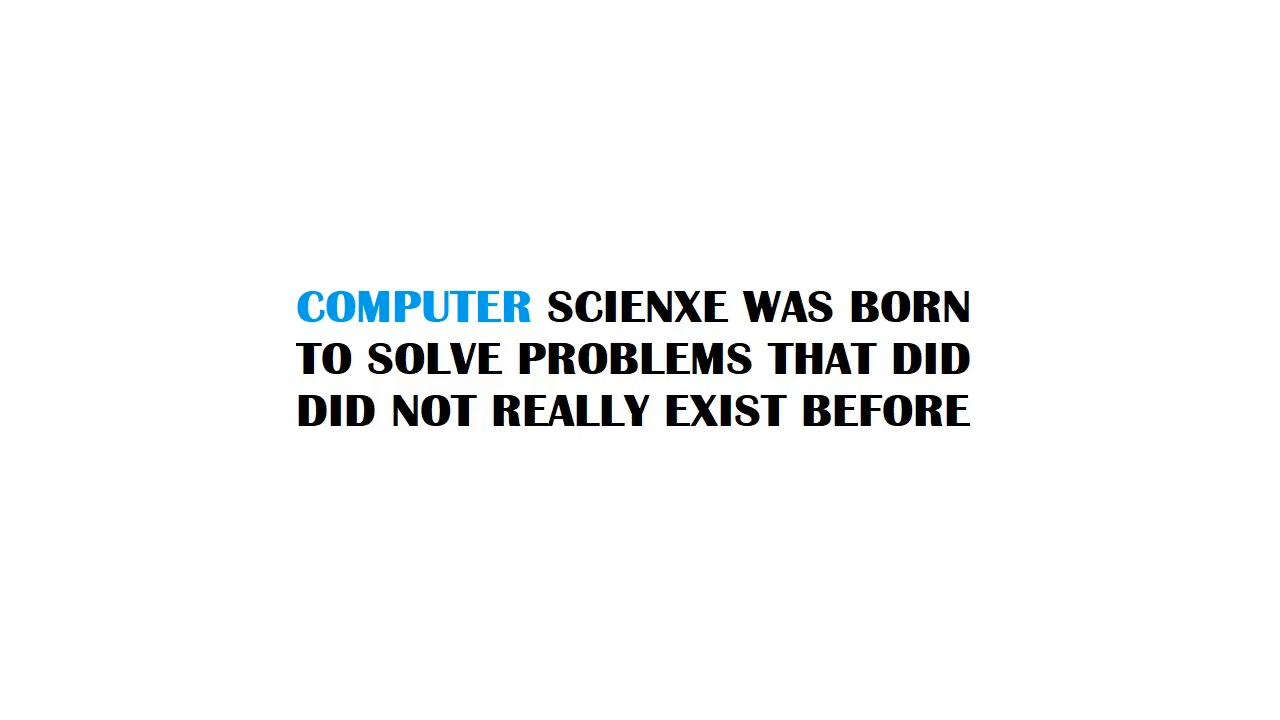 COMPUTER SCIENXE WAS BORN
TO SOLVE PROBLEMS THAT DID
DID NOT REALLY EXIST BEFORE